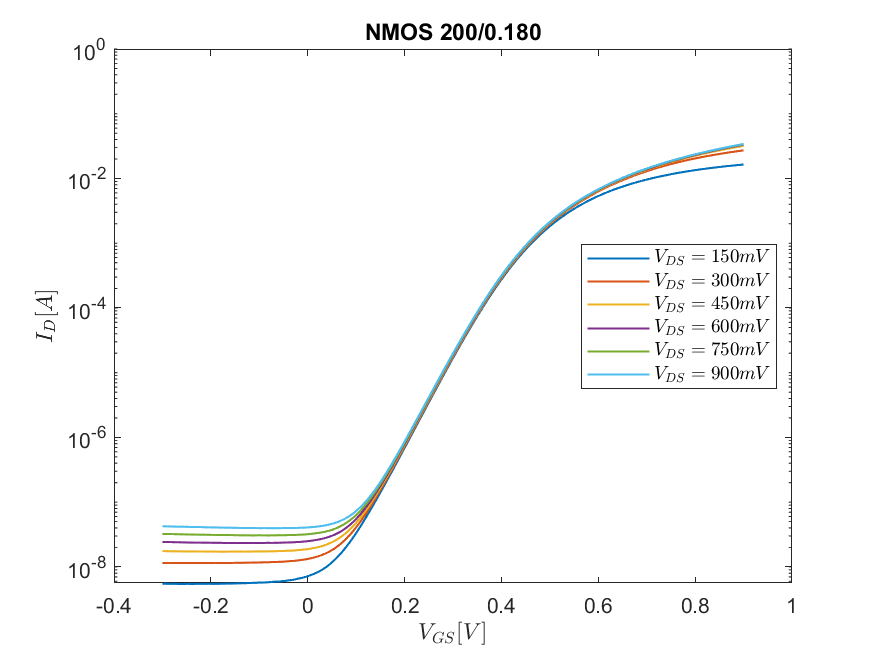 NMOS 200/0.180
10^0
10^-2
10^-4
10^-6
10^-8
I_D[A]
V_DS = 150mV
V_DS = 300mV
V_DS = 450mV
V_DS = 600mV
V_DS = 750mV
V_DS = 900mV
-0.4 -0.2 0 0.2 0.4 0.6 0.8 1
V_GS[V]